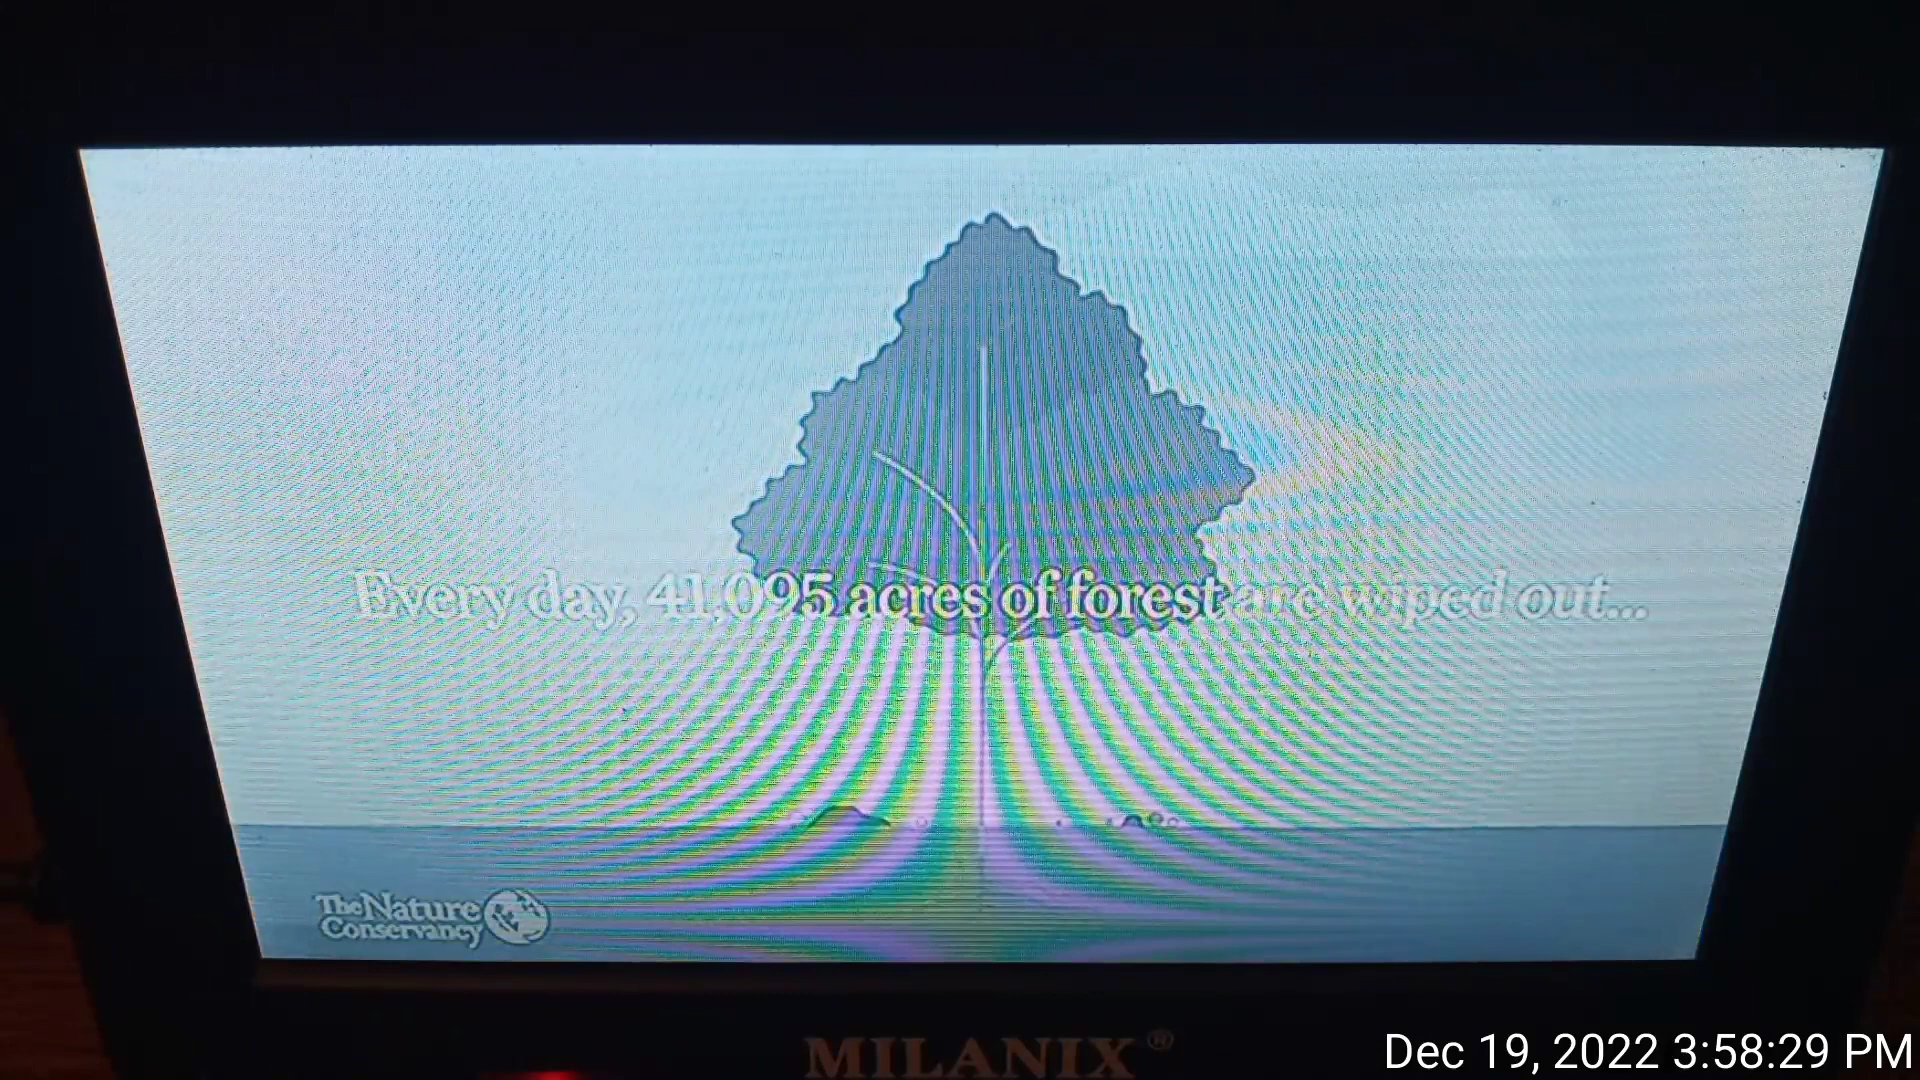 Every day, 41,095 acres of forest are wiped out...
The Nature
Conservancy
MILANIX®
Dec 19, 2022 3:58:29 PM